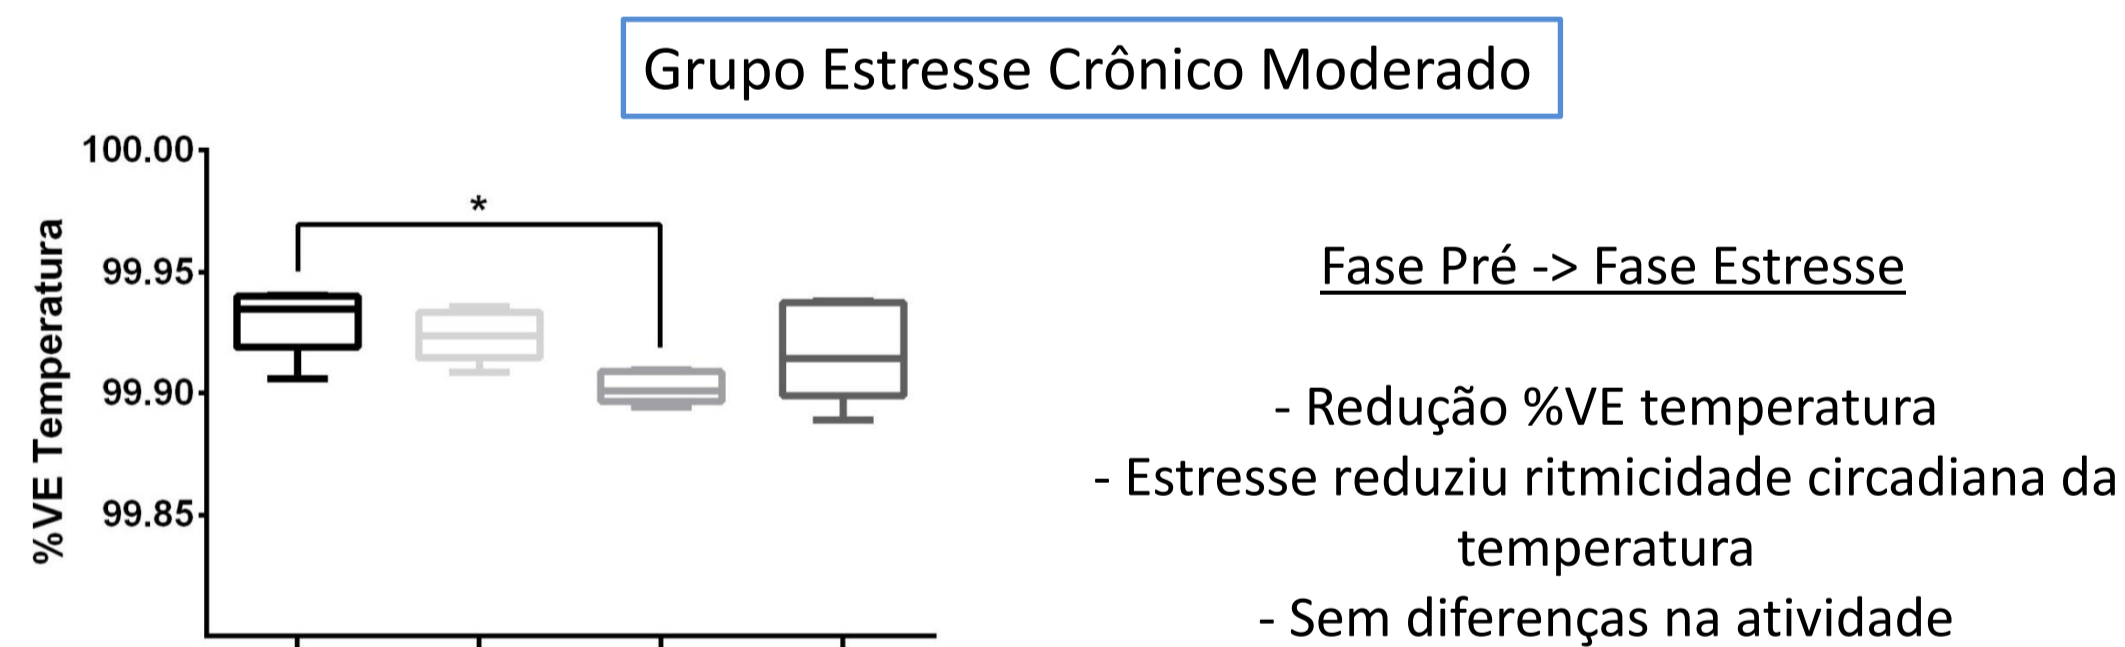 Grupo Estresse Crônico Moderado
100.00
99.95
99.90
99.85
%VE Temperatura
*
Fase Pré -> Fase Estresse
- Redução %VE temperatura
- Estresse reduziu ritmicidade circadiana da
temperatura
- Sem diferenças na atividade